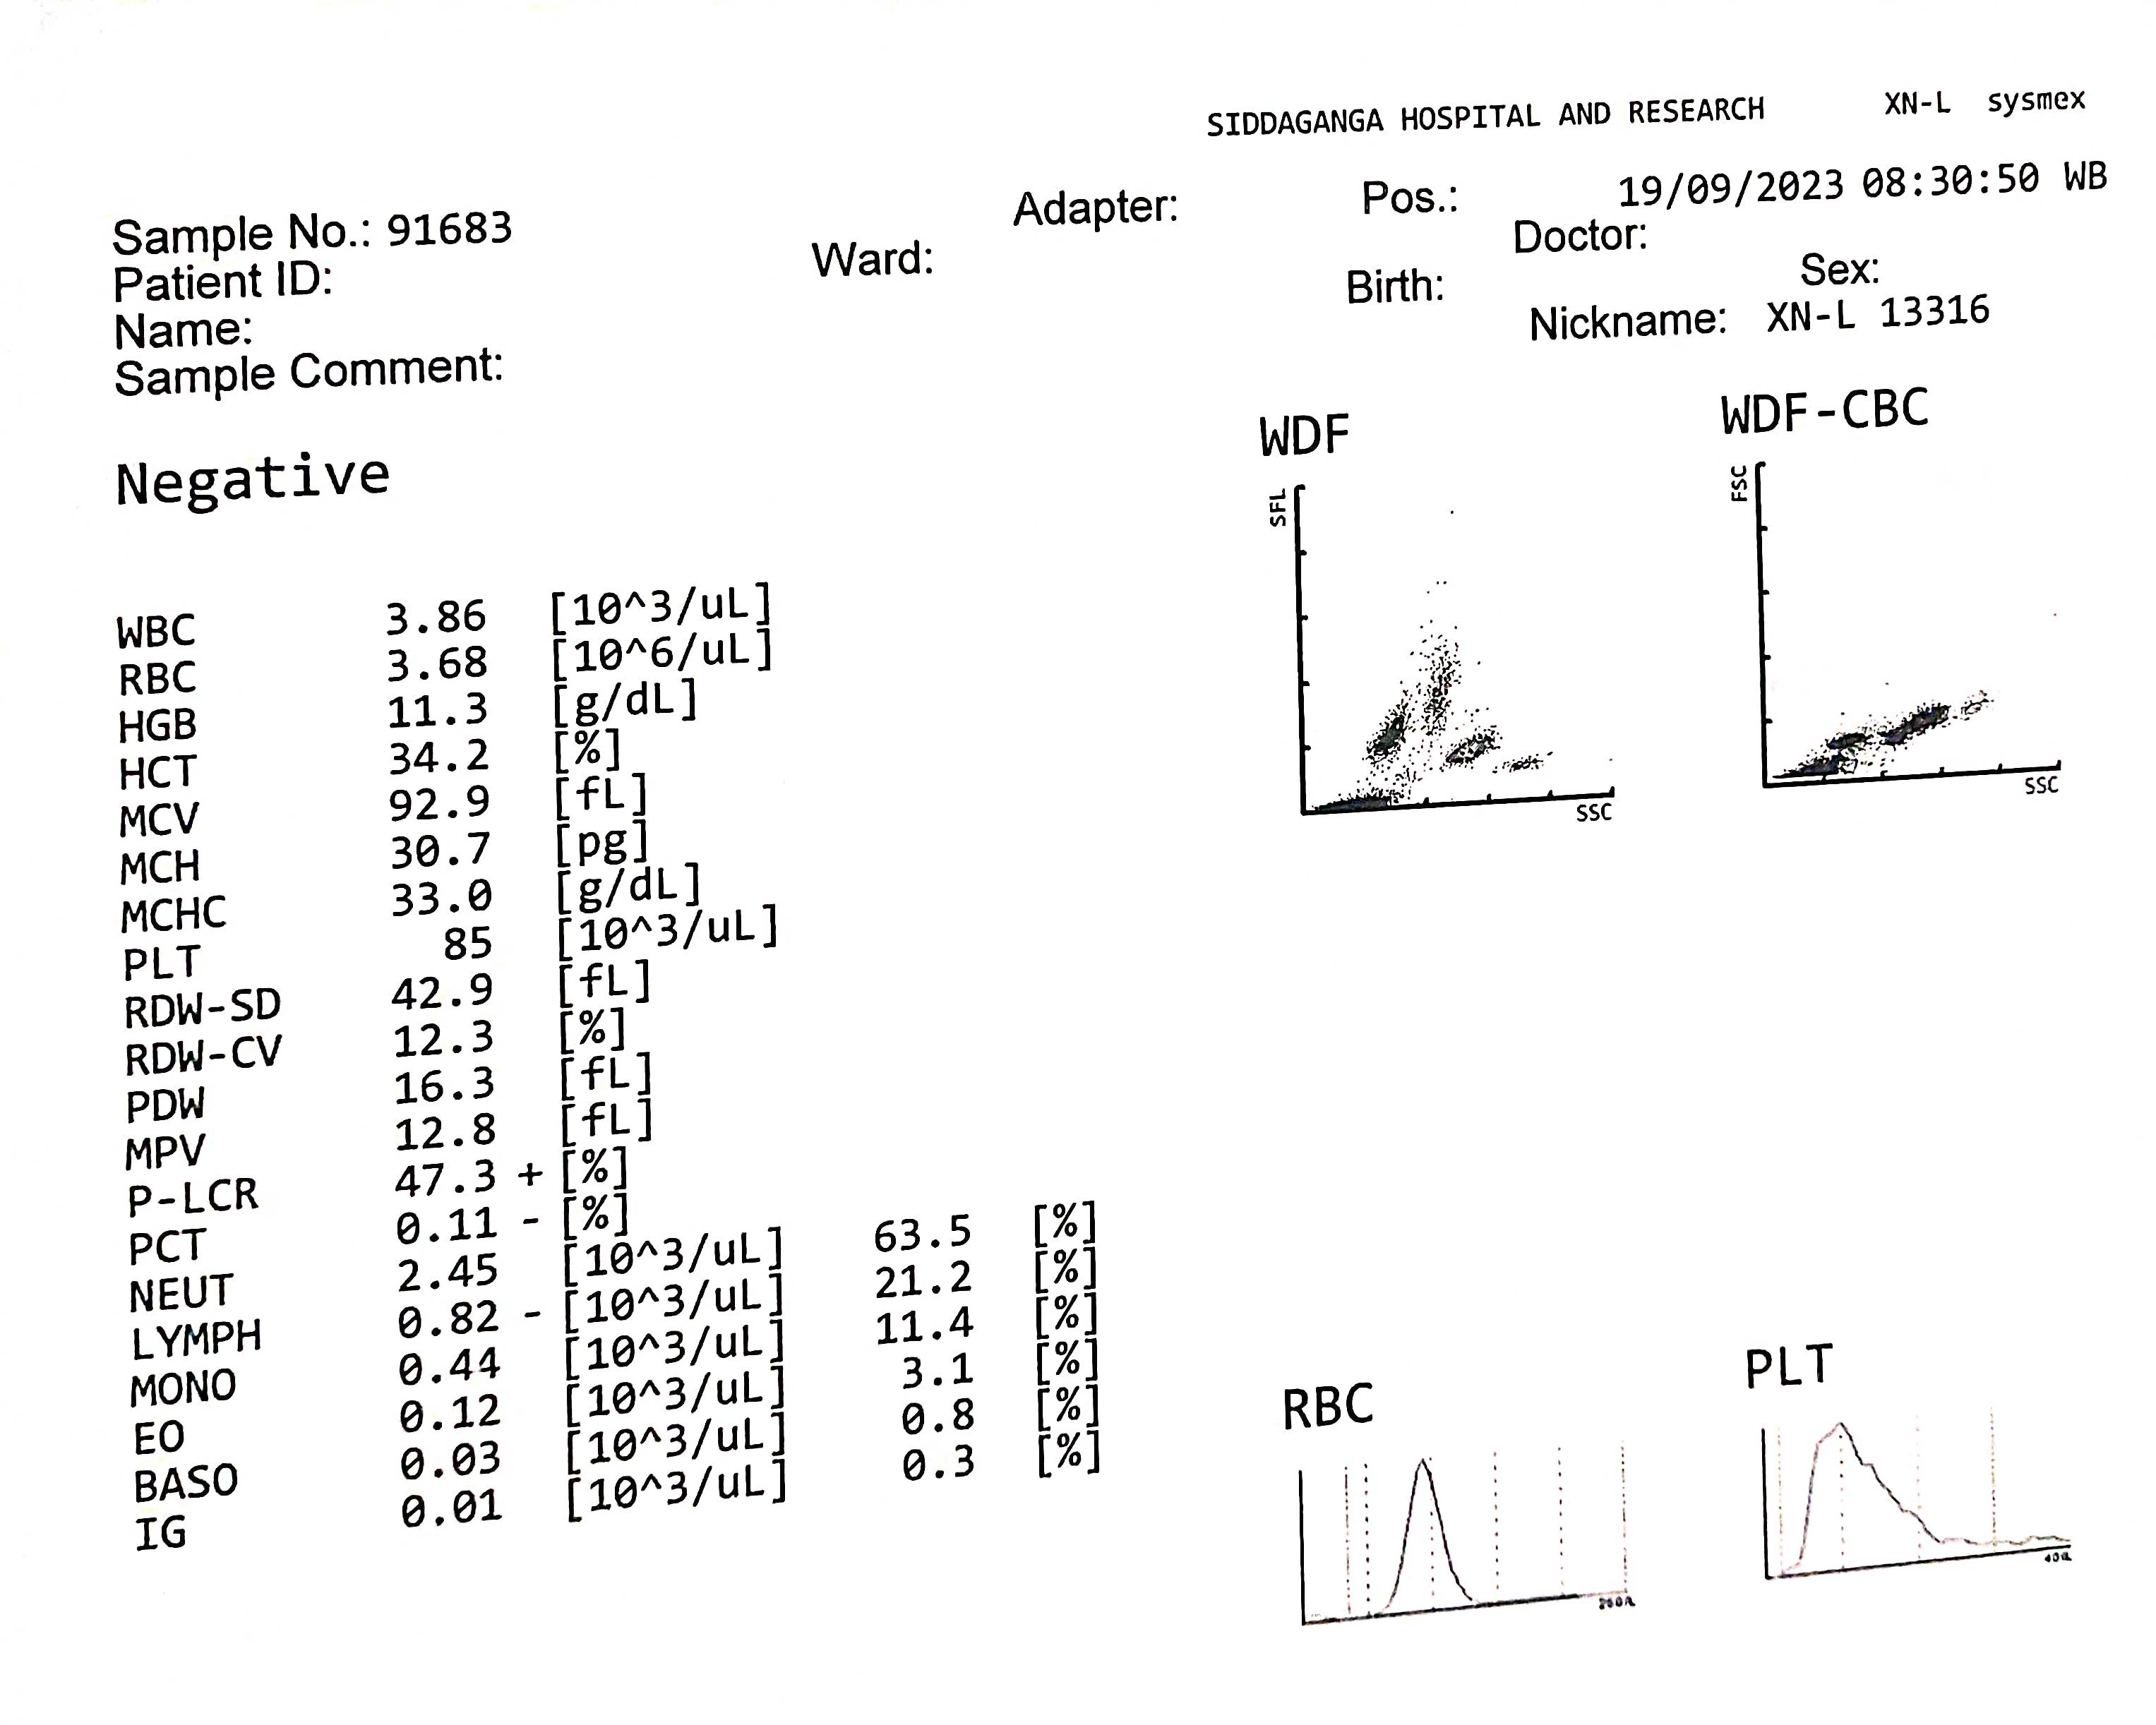 SIDDAGANGA HOSPITAL AND RESEARCH XN-L sysmex
Sample No.: 91683 Adapter: Pos.: 19/09/2023 08:30:50 WB
Patient ID: Ward: Doctor:
Name: Birth: Sex:
Sample Comment: Nickname: XN-L 13316
Negative
WBC 3.86 [10^3/uL]
RBC 3.68 [10^6/uL]
HGB 11.3 [g/dL]
HCT 34.2 [%]
MCV 92.9 [fL]
MCH 30.7 [pg]
MCHC 33.0 [g/dL]
PLT 85 [10^3/uL]
RDW-SD 42.9 [fL]
RDW-CV 12.3 [%]
PDW 16.3 [fL]
MPV 12.8 [fL]
P-LCR 47.3 + [%]
PCT 0.11 - [%]
NEUT 2.45 [10^3/uL] 63.5 [%]
LYMPH 0.82 - [10^3/uL] 21.2 [%]
MONO 0.44 [10^3/uL] 11.4 [%]
EO 0.12 [10^3/uL] 3.1 [%]
BASO 0.03 [10^3/uL] 0.8 [%]
IG 0.01 [10^3/uL] 0.3 [%]
WDF
SFL
SSC
WDF-CBC
FSC
SSC
RBC
PLT